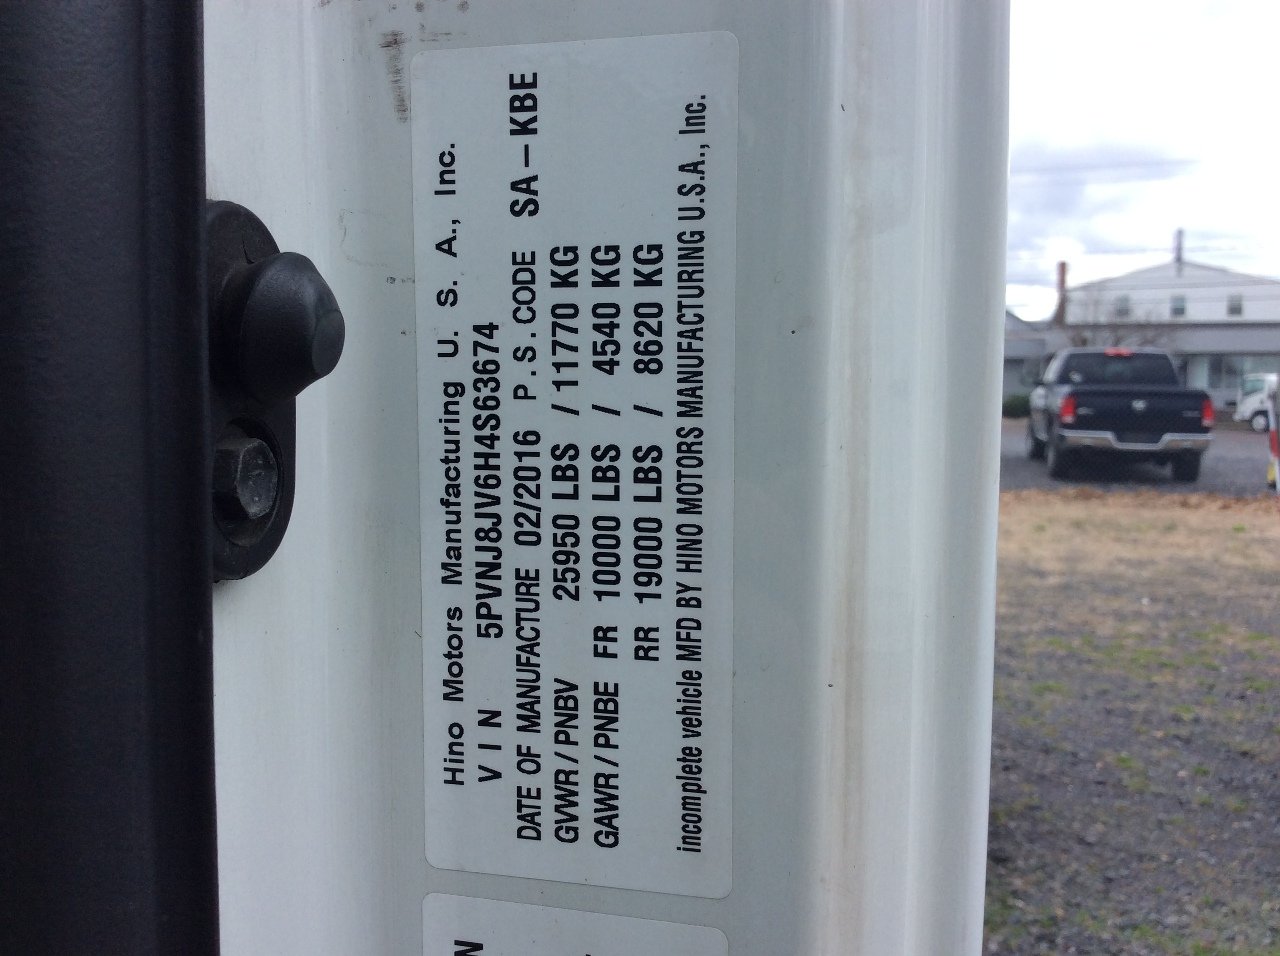 Hino Motors Manufacturing U. S. A., Inc.
V I N 5PVNJ8JV6H4S63674
DATE OF MANUFACTURE 02/2016 P.S.CODE SA-KBE
GVWR/PNBV 25950 LBS / 11770 KG
GAWR/PNBE FR 10000 LBS / 4540 KG
RR 19000 LBS / 8620 KG
incomplete vehicle MFD BY HINO MOTORS MANUFACTURING U.S.A., Inc.
N